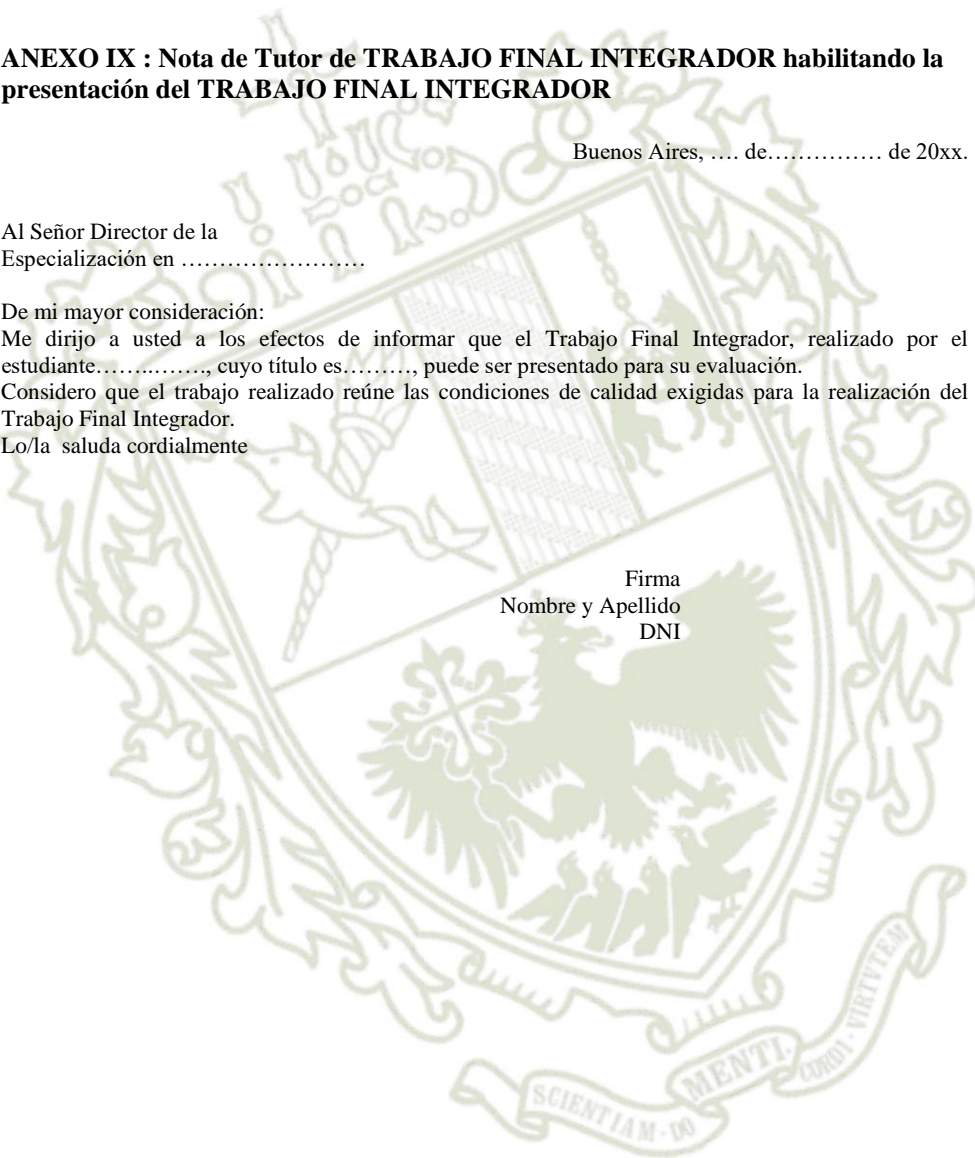 ANEXO IX : Nota de Tutor de TRABAJO FINAL INTEGRADOR habilitando la
presentación del TRABAJO FINAL INTEGRADOR
Buenos Aires, …. de…………… de 20xx.
Al Señor Director de la
Especialización en ……………………
De mi mayor consideración:
Me dirijo a usted a los efectos de informar que el Trabajo Final Integrador, realizado por el
estudiante…….……., cuyo título es………, puede ser presentado para su evaluación.
Considero que el trabajo realizado reúne las condiciones de calidad exigidas para la realización del
Trabajo Final Integrador.
Lo/la  saluda cordialmente
Firma
Nombre y Apellido
DNI
SCIENTIAM·DO
MENTI·
CORDI·VIRTVTEM